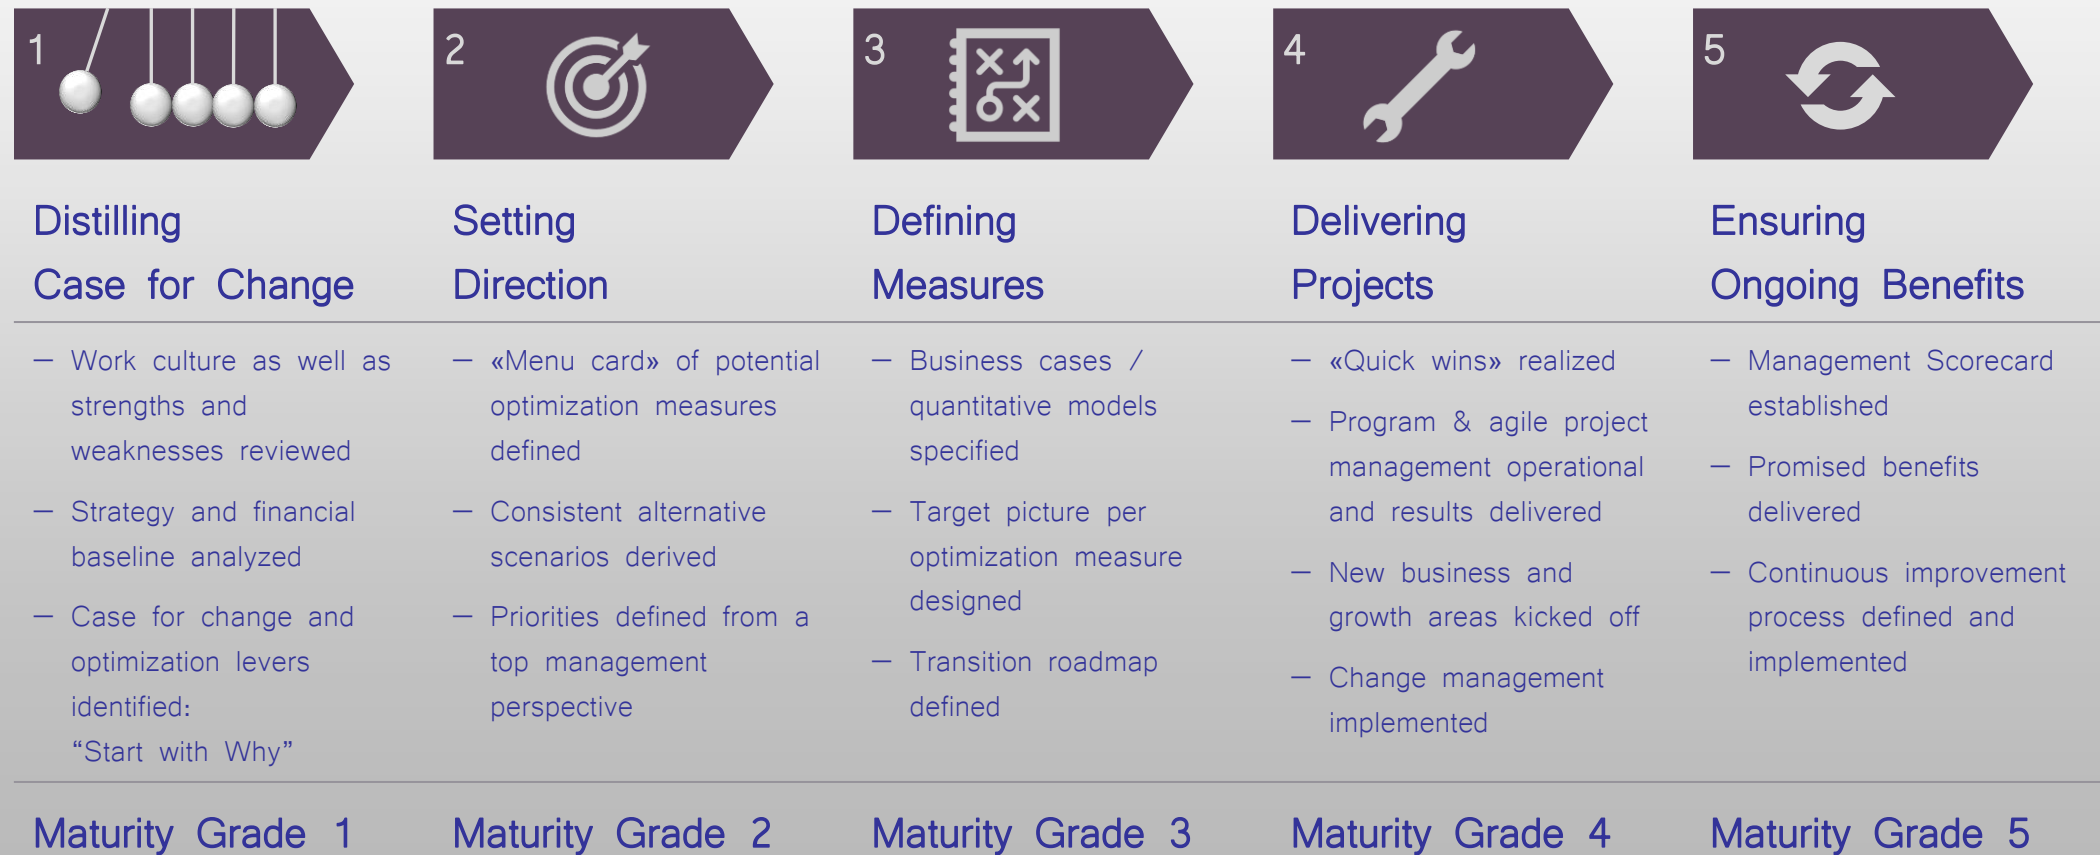 1
Distilling
Case for Change
— Work culture as well as
strengths and
weaknesses reviewed
— Strategy and financial
baseline analyzed
— Case for change and
optimization levers
identified:
“Start with Why”
Maturity Grade 1
2
Setting
Direction
— «Menu card» of potential
optimization measures
defined
— Consistent alternative
scenarios derived
— Priorities defined from a
top management
perspective
Maturity Grade 2
3
Defining
Measures
— Business cases /
quantitative models
specified
— Target picture per
optimization measure
designed
— Transition roadmap
defined
Maturity Grade 3
4
Delivering
Projects
— «Quick wins» realized
— Program & agile project
management operational
and results delivered
— New business and
growth areas kicked off
— Change management
implemented
Maturity Grade 4
5
Ensuring
Ongoing Benefits
— Management Scorecard
established
— Promised benefits
delivered
— Continuous improvement
process defined and
implemented
Maturity Grade 5